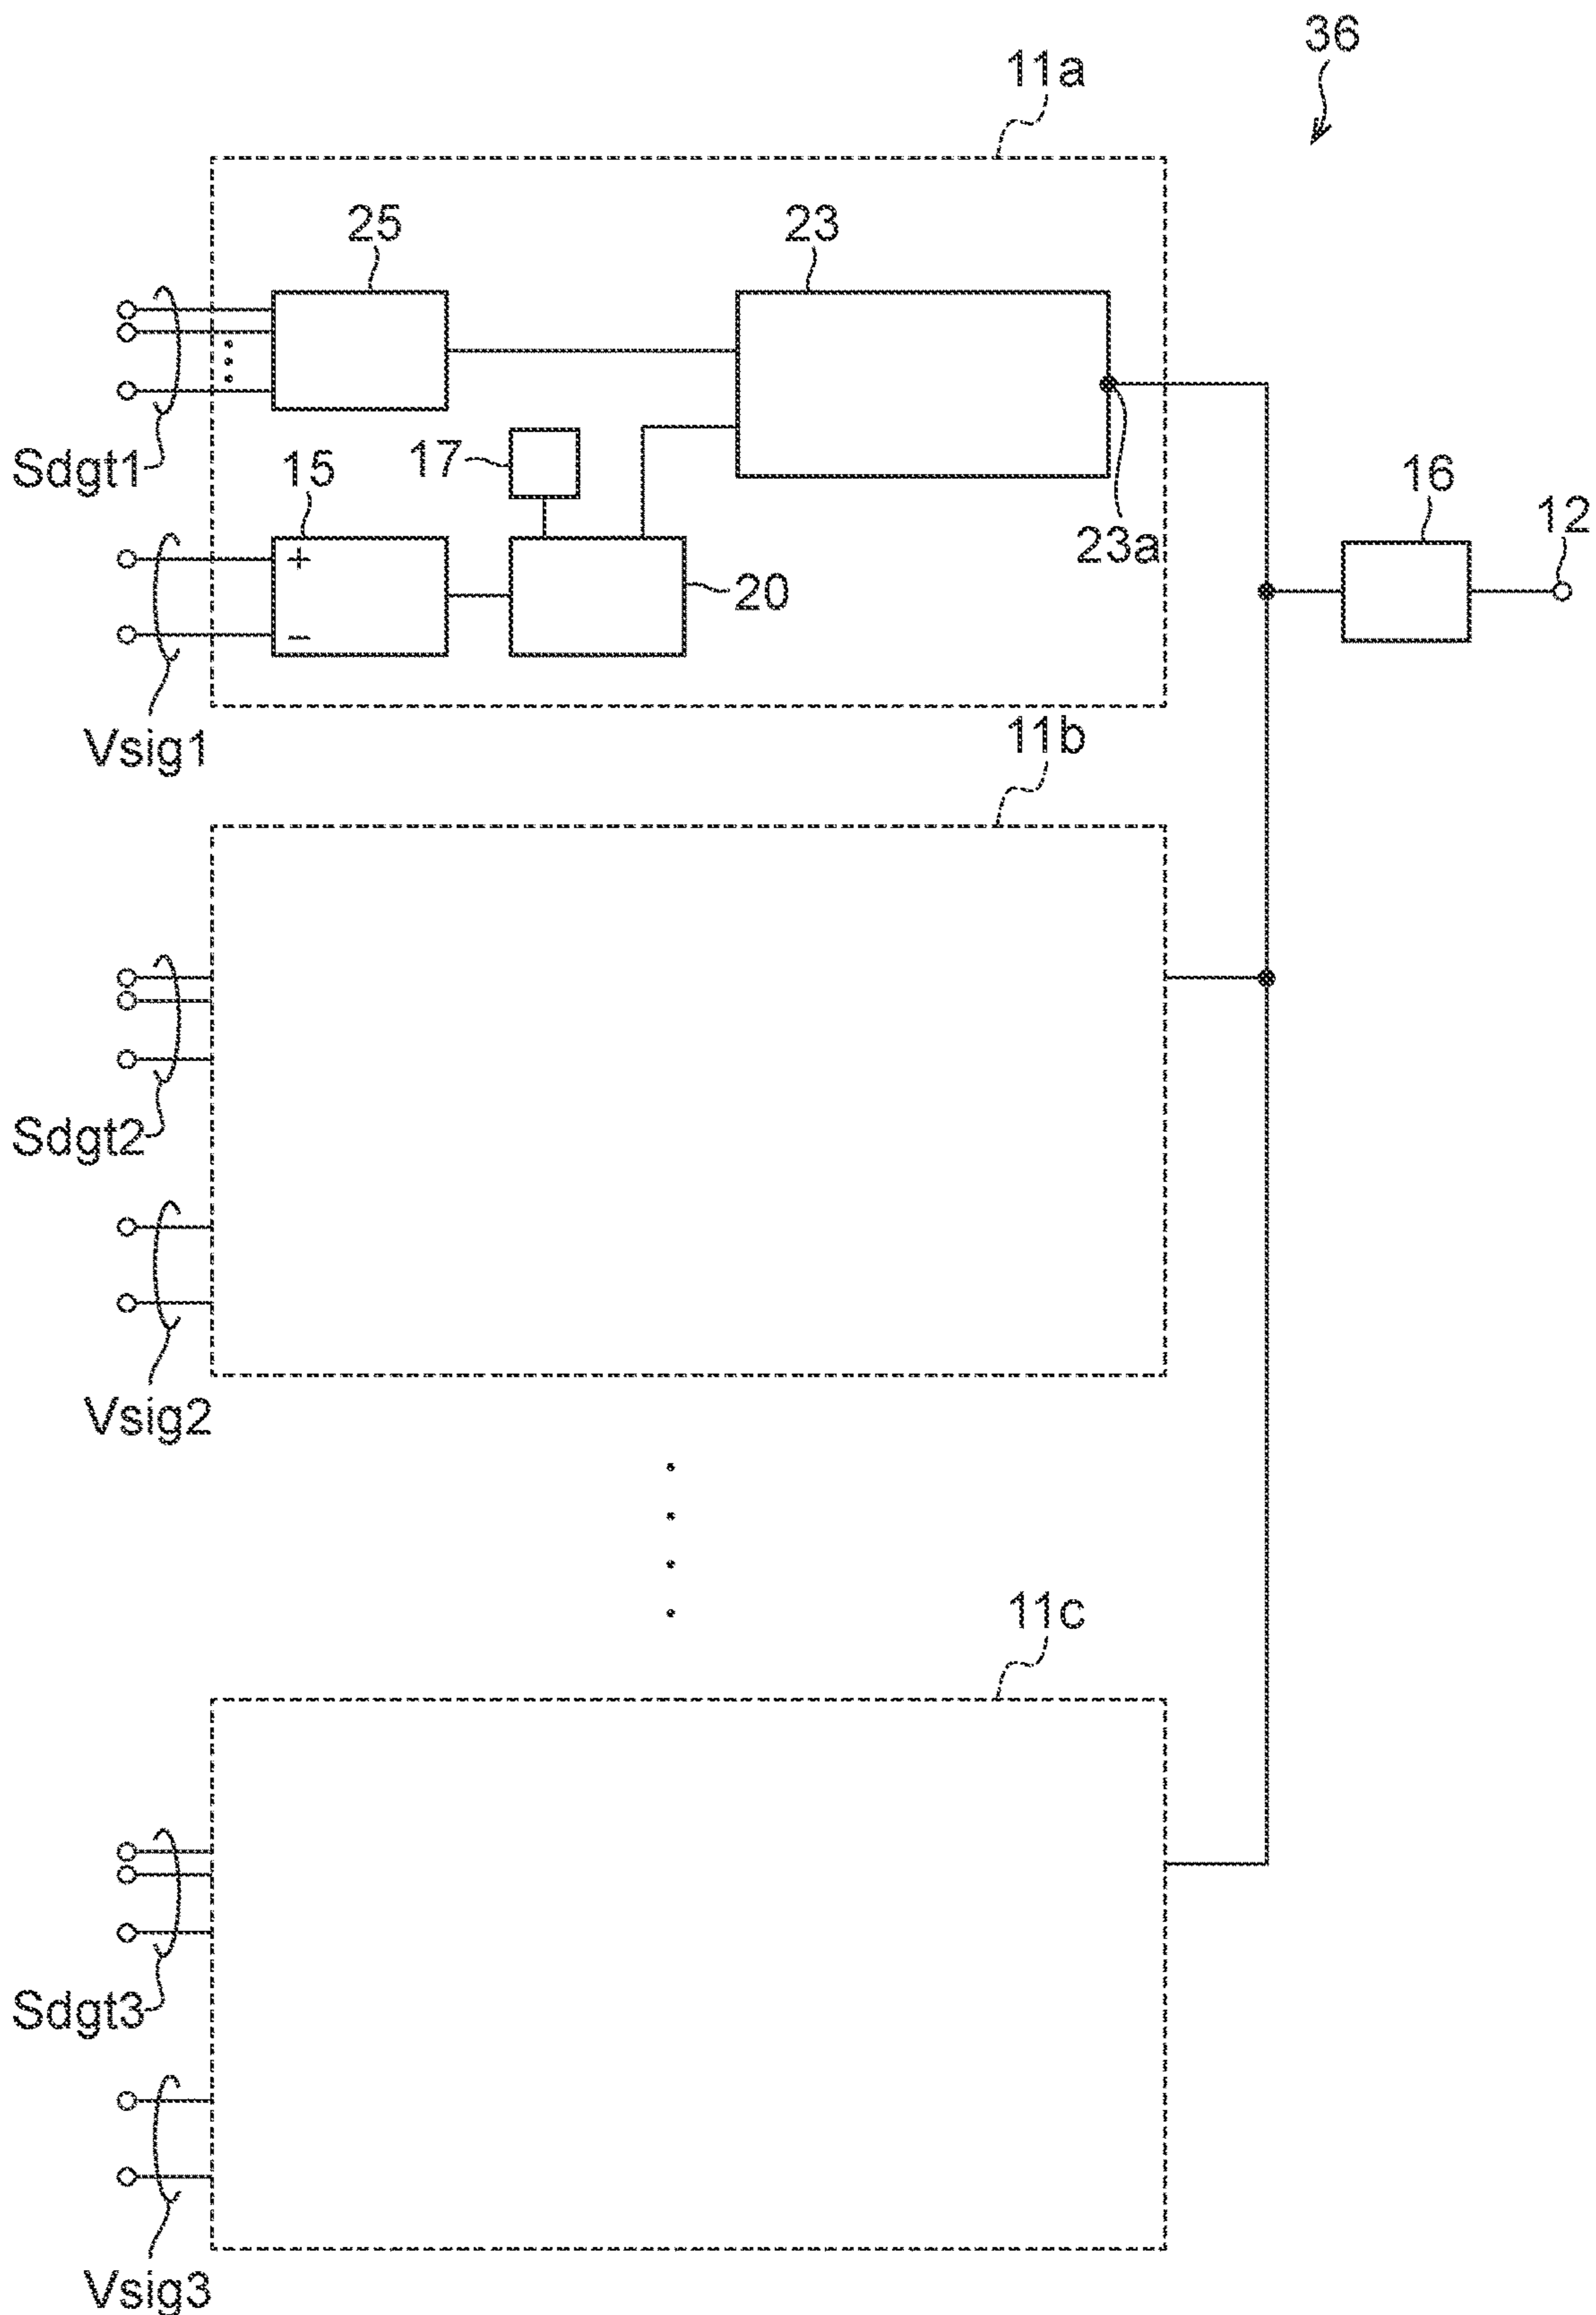 36
11a
25
23
Sdgt1
17
15
16
12
23a
+
20
−
Vsig1
11b
Sdgt2
Vsig2
11c
Sdgt3
Vsig3